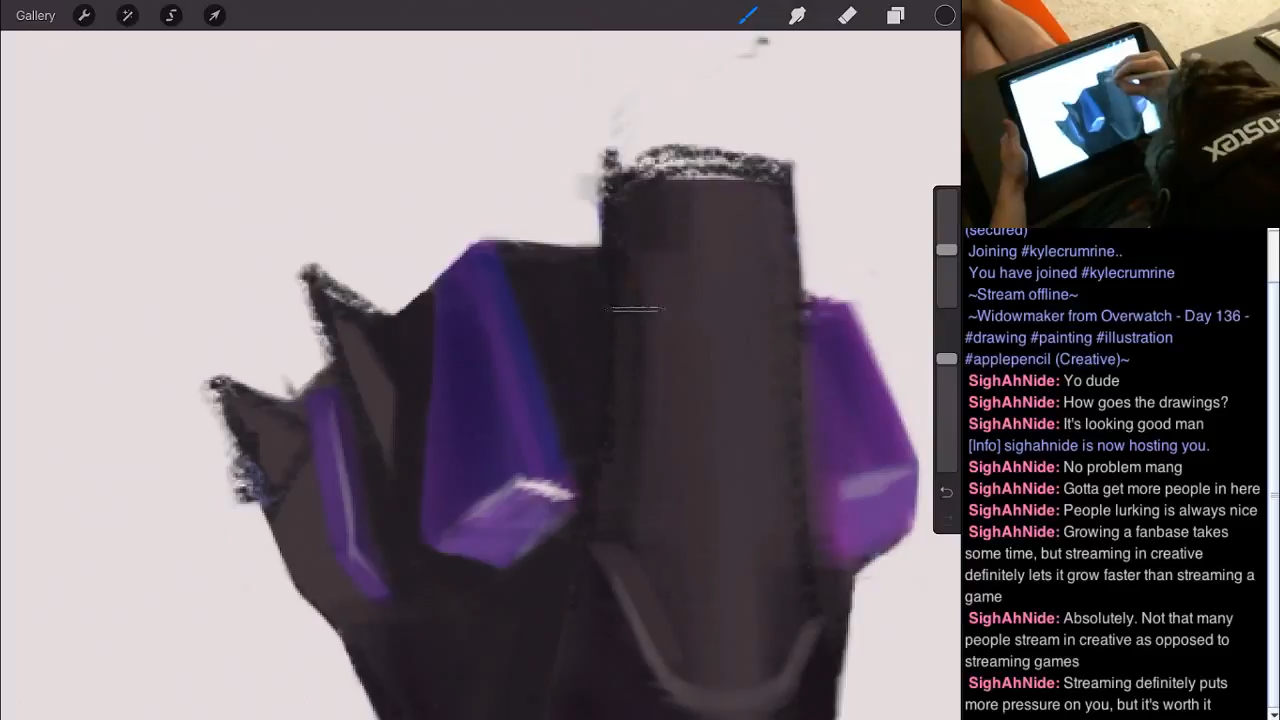 Gallery
Fostex
(secured)
Joining #kylecrumrine..
You have joined #kylecrumrine
~Stream offline~
~Widowmaker from Overwatch - Day 136 -
#drawing #painting #illustration
#applepencil (Creative)~
SighAhNide: Yo dude
SighAhNide: How goes the drawings?
SighAhNide: It's looking good man
[Info] sighahnide is now hosting you.
SighAhNide: No problem mang
SighAhNide: Gotta get more people in here
SighAhNide: People lurking is always nice
SighAhNide: Growing a fanbase takes
some time, but streaming in creative
definitely lets it grow faster than streaming a
game
SighAhNide: Absolutely. Not that many
people stream in creative as opposed to
streaming games
SighAhNide: Streaming definitely puts
more pressure on you, but it's worth it